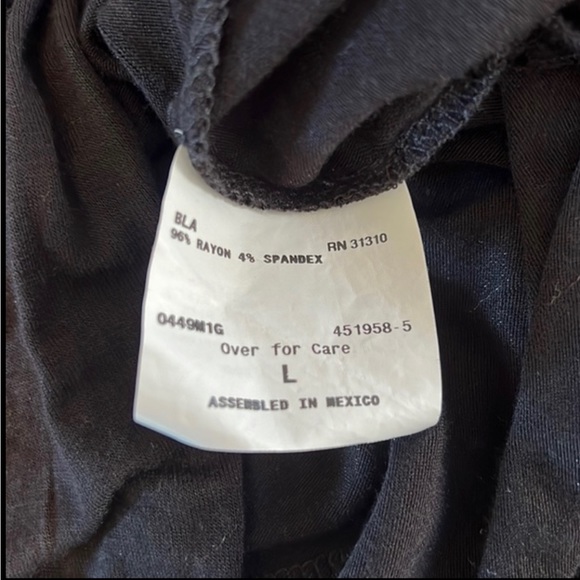 BLA
96% RAYON 4% SPANDEX RN 31310
0449M1G 451958-5
Over for Care
L
ASSEMBLED IN MEXICO